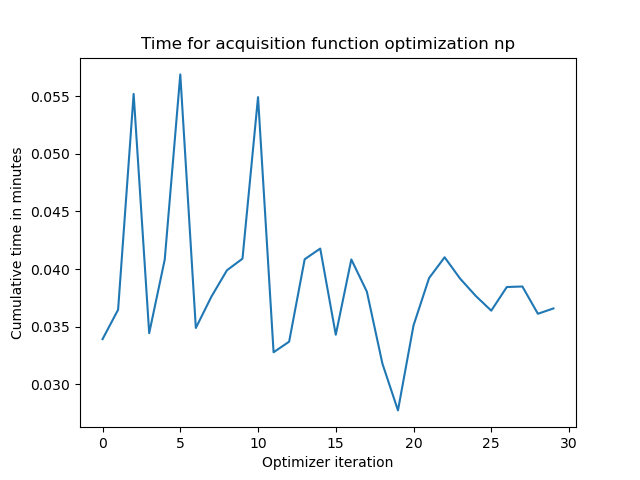 Time for acquisition function optimization np
Cumulative time in minutes
0.055
0.050
0.045
0.040
0.035
0.030
0 5 10 15 20 25 30
Optimizer iteration